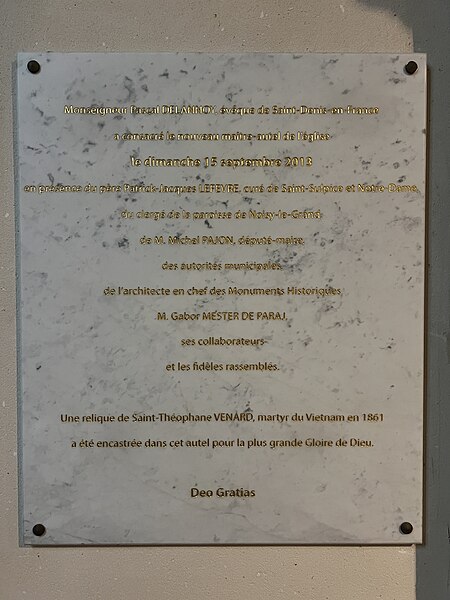 Monseigneur Pascal DELANNOY, évêque de Saint-Denis-en-France
a consacré le nouveau maître-autel de l'église
le dimanche 15 septembre 2013
en présence du père Patrick-Jacques LEFEVRE, curé de Saint-Sulpice et Notre-Dame,
du clergé de la paroisse de Noisy-le-Grand,
de M. Michel PAJON, député-maire,
des autorités municipales,
de l'architecte en chef des Monuments Historiques,
M. Gabor MESTER DE PARAJ,
ses collaborateurs
et les fidèles rassemblés.
Une relique de Saint-Théophane VENARD, martyr du Vietnam en 1861
a été encastrée dans cet autel pour la plus grande Gloire de Dieu.
Deo Gratias